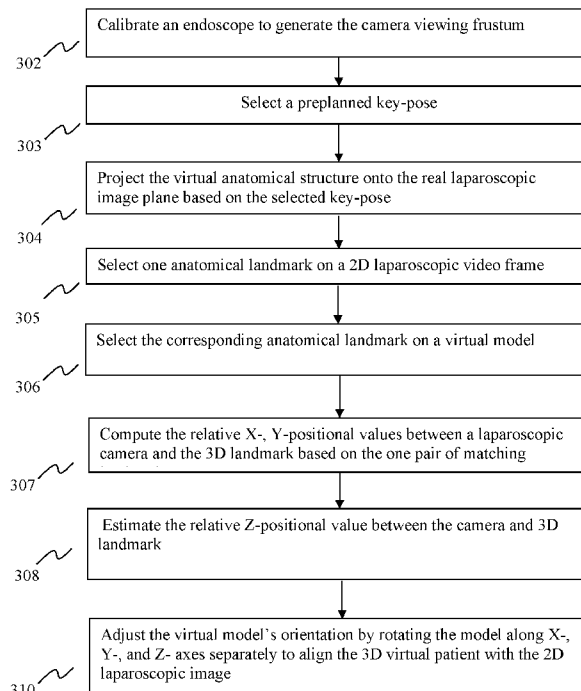 Calibrate an endoscope to generate the camera viewing frustum
302
Select a preplanned key-pose
303
Project the virtual anatomical structure onto the real laparoscopic
image plane based on the selected key-pose
304
Select one anatomical landmark on a 2D laparoscopic video frame
305
Select the corresponding anatomical landmark on a virtual model
306
Compute the relative X-, Y-positional values between a laparoscopic
camera and the 3D landmark based on the one pair of matching
307
Estimate the relative Z-positional value between the camera and 3D
landmark
308
Adjust the virtual model's orientation by rotating the model along X-,
Y-, and Z- axes separately to align the 3D virtual patient with the 2D
laparoscopic image
310